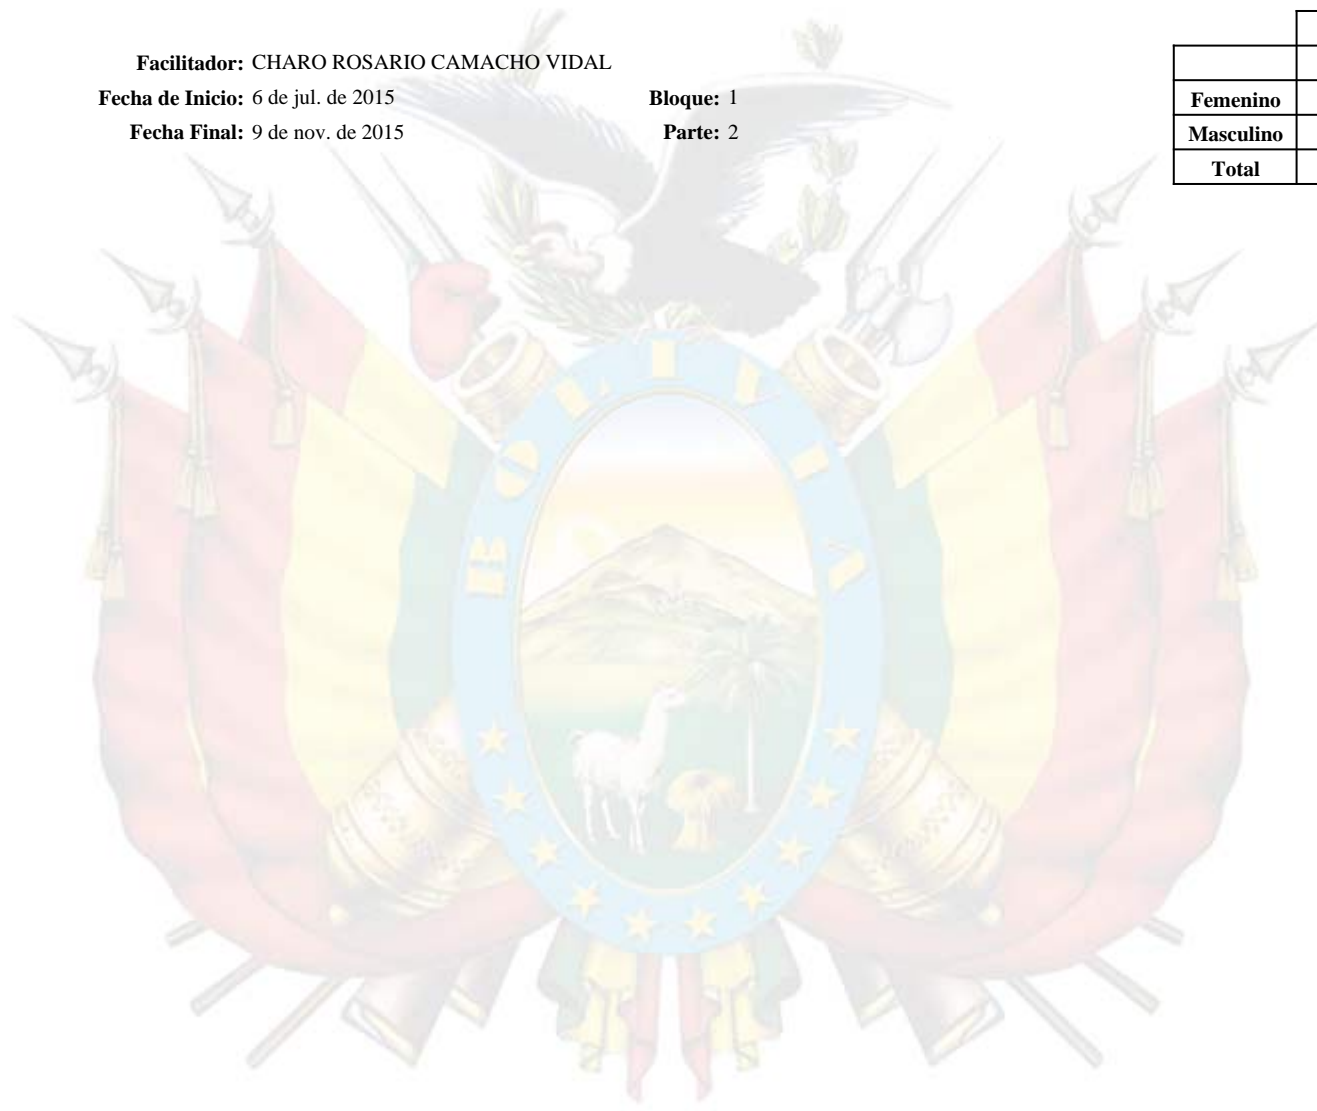 Facilitador: CHARO ROSARIO CAMACHO VIDAL
Fecha de Inicio: 6 de jul. de 2015 Bloque: 1
Fecha Final: 9 de nov. de 2015 Parte: 2
Femenino
Masculino
Total
BOLIVIA